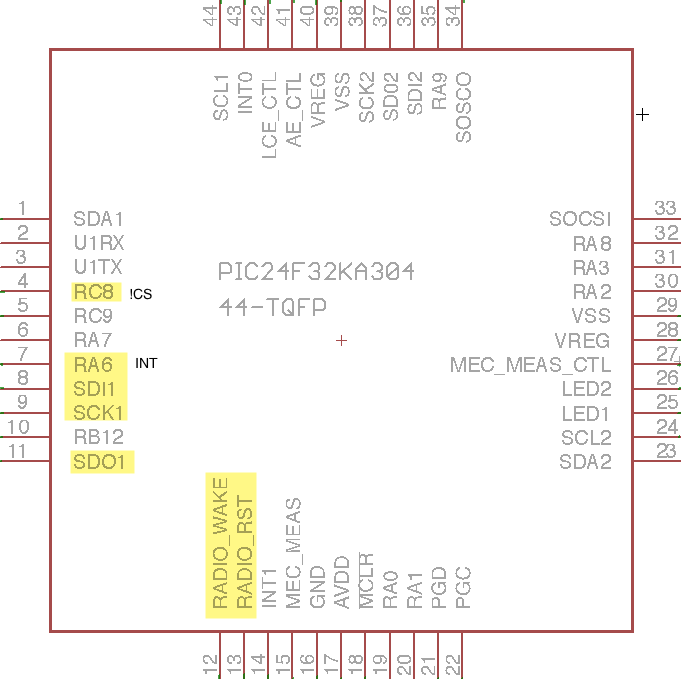 44 43 42 41 40 39 38 37 36 35 34
SCL1
INT0
LCE_CTL
AE_CTL
VREG
VSS
SCK2
SDO2
SDI2
RA9
SOSCO
1 SDA1
2 U1RX
3 U1TX
4 RC8 !CS
5 RC9
6 RA7
7 RA6 INT
8 SDI1
9 SCK1
10 RB12
11 SDO1
PIC24F32KA304
44-TQFP
SOCSI 33
RA8 32
RA3 31
RA2 30
VSS 29
VREG 28
MEC_MEAS_CTL 27
LED2 26
LED1 25
SCL2 24
SDA2 23
RADIO_WAKE
RADIO_RST
INT1
MEC_MEAS
GND
AVDD
MCLR
RA0
RA1
PGD
PGC
12 13 14 15 16 17 18 19 20 21 22